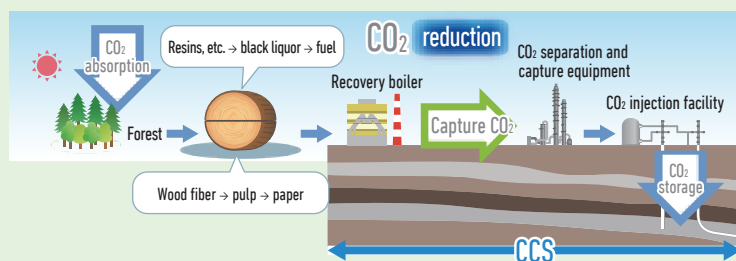 CO₂
absorption
Resins, etc. → black liquor → fuel
CO₂ reduction
Forest
Wood fiber → pulp → paper
Recovery boiler
Capture CO₂
CO₂ separation and
capture equipment
CO₂ injection facility
CO₂
storage
CCS